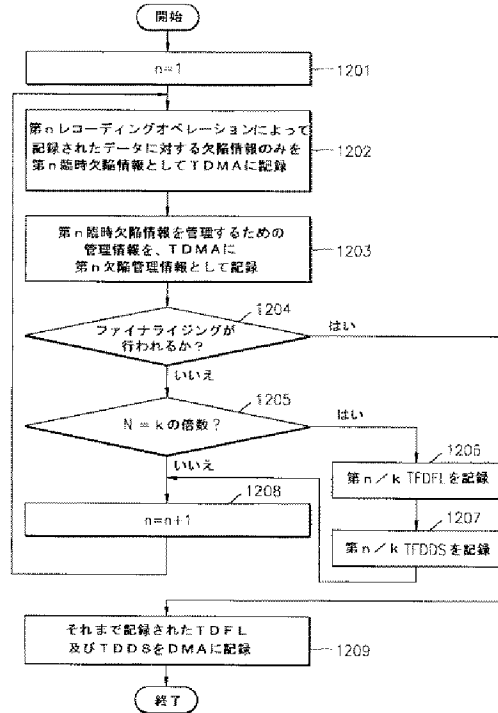 開始
n=1
1201
第nレコーディングオペレーションによって
記録されたデータに対する欠陥情報のみを
第n臨時欠陥情報としてTDMAに記録
1202
第n臨時欠陥情報を管理するための
管理情報を、TDMAに
第n欠陥管理情報として記録
1203
1204
ファイナライジングが
行われるか?
はい
いいえ
1205
N=kの倍数?
はい
いいえ
1206
第n/k TFDFLを記録
1207
第n/k TFDDSを記録
1208
n=n+1
それまで記録されたTDFL
及びTDDSをDMAに記録
1209
終了